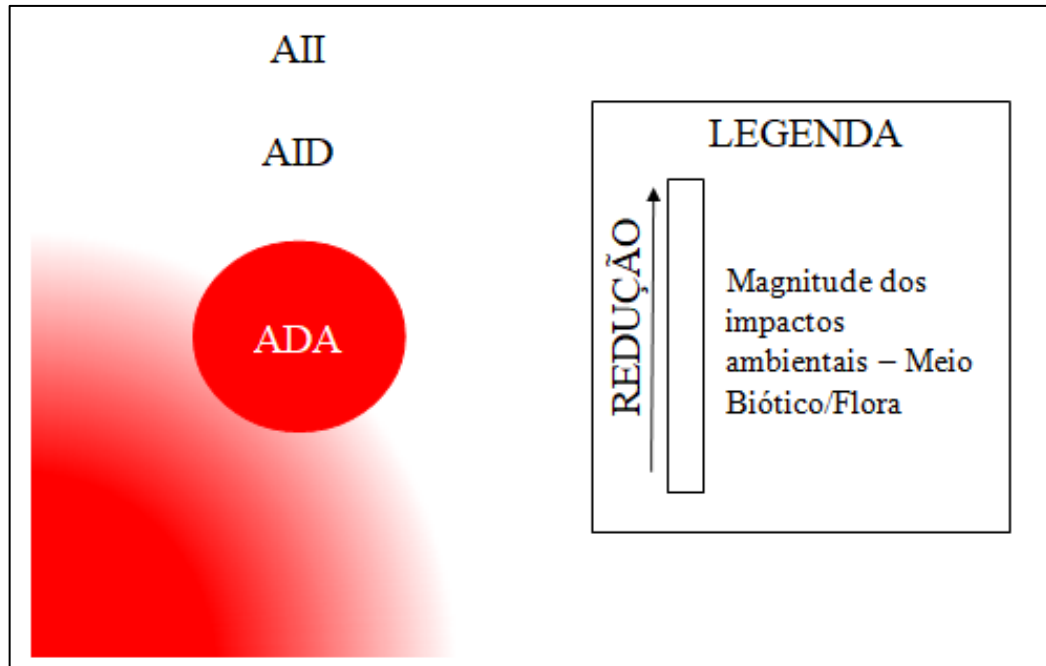 AII
AID
ADA
LEGENDA
REDUÇÃO
Magnitude dos
impactos
ambientais – Meio
Biótico/Flora